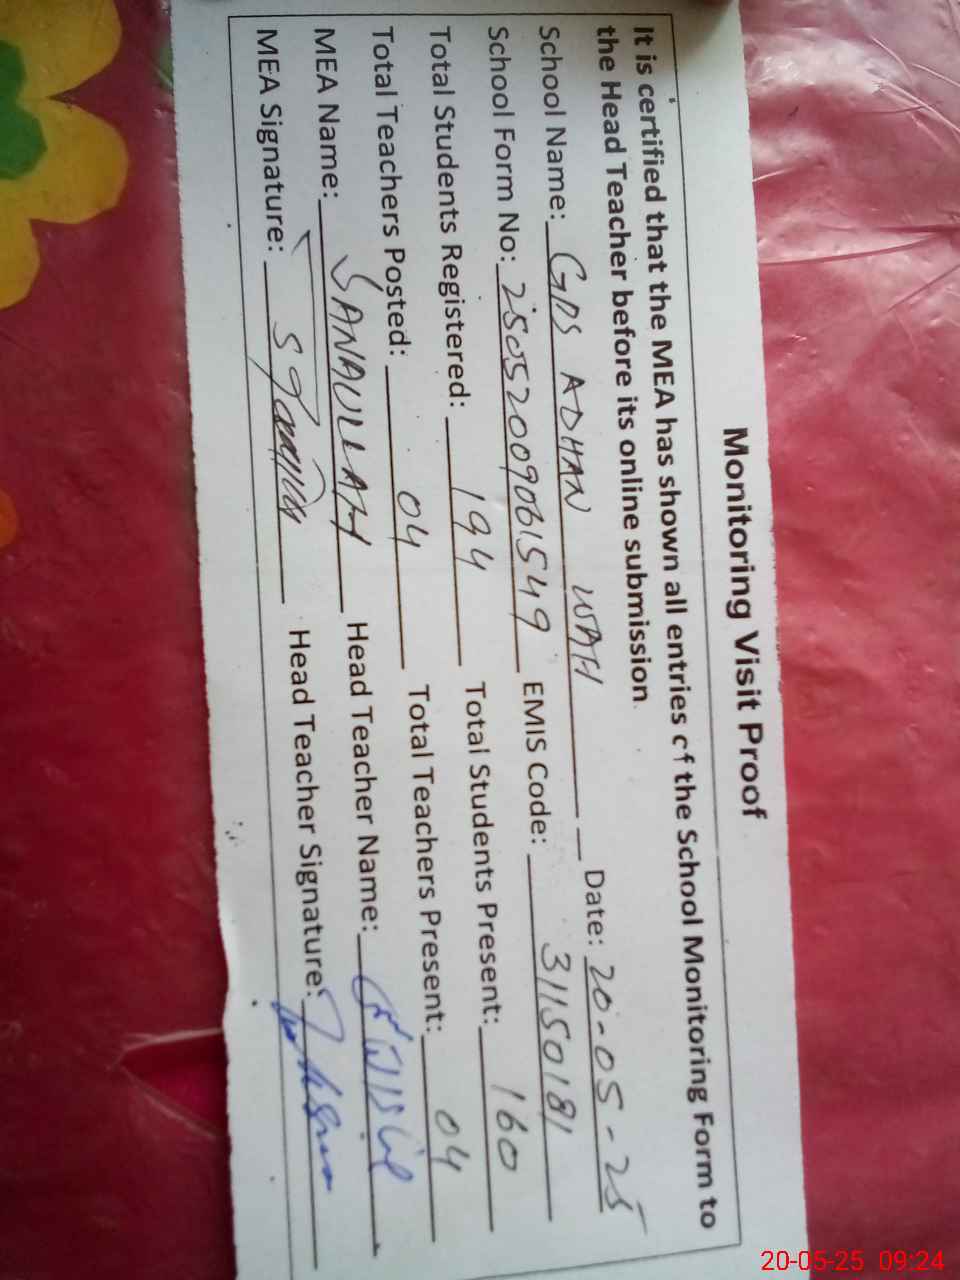 Monitoring Visit Proof
It is certified that the MEA has shown all entries of the School Monitoring Form to
the Head Teacher before its online submission.
School Name: GPS ADHAN WAH Date: 20-05-25
School Form No: 25052009061549 EMIS Code: 31150181
Total Students Registered: 194 Total Students Present: 160
Total Teachers Posted: 04 Total Teachers Present: 04
MEA Name: SANAULLAH Head Teacher Name:
MEA Signature: Head Teacher Signature:
20-05-25 09:24